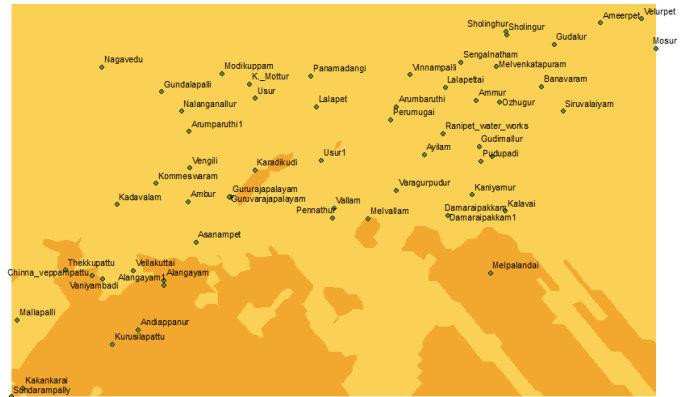 Velurpet
Ameerpet
Sholinghur
Sholingur
Gudalur
Mosur
Nagavedu
Modikuppam
Panamadangi
Vinnampalli
Sengalnatham
Melvenkatapuram
K._Mottur
Gundalapalli
Usur
Lalapettai
Banavaram
Nalanganallur
Lalapet
Arumbaruthi
Ammur
Ozhugur
Siruvalaiyam
Perumugai
Arumparuthi1
Ranipet_water_works
Gudimallur
Usur1
Ayilam
Pudupadi
Vengili
Karadikudi
Kommeswaram
Gururajapalayam
Guruvarajapalayam
Varagurpudur
Kaniyamur
Kadavalam
Ambur
Vallam
Pennathur
Melvallam
Damaraipakkam
Kalavai
Damaraipakkam1
Asanampet
Thekkupattu
Vellakuttai
Chinna_veppampattu
Alangayam1
Alangayam
Vaniyambadi
Melpalandai
Mallapalli
Andiappanur
Kurusilapattu
Kakankarai
Sundarampally